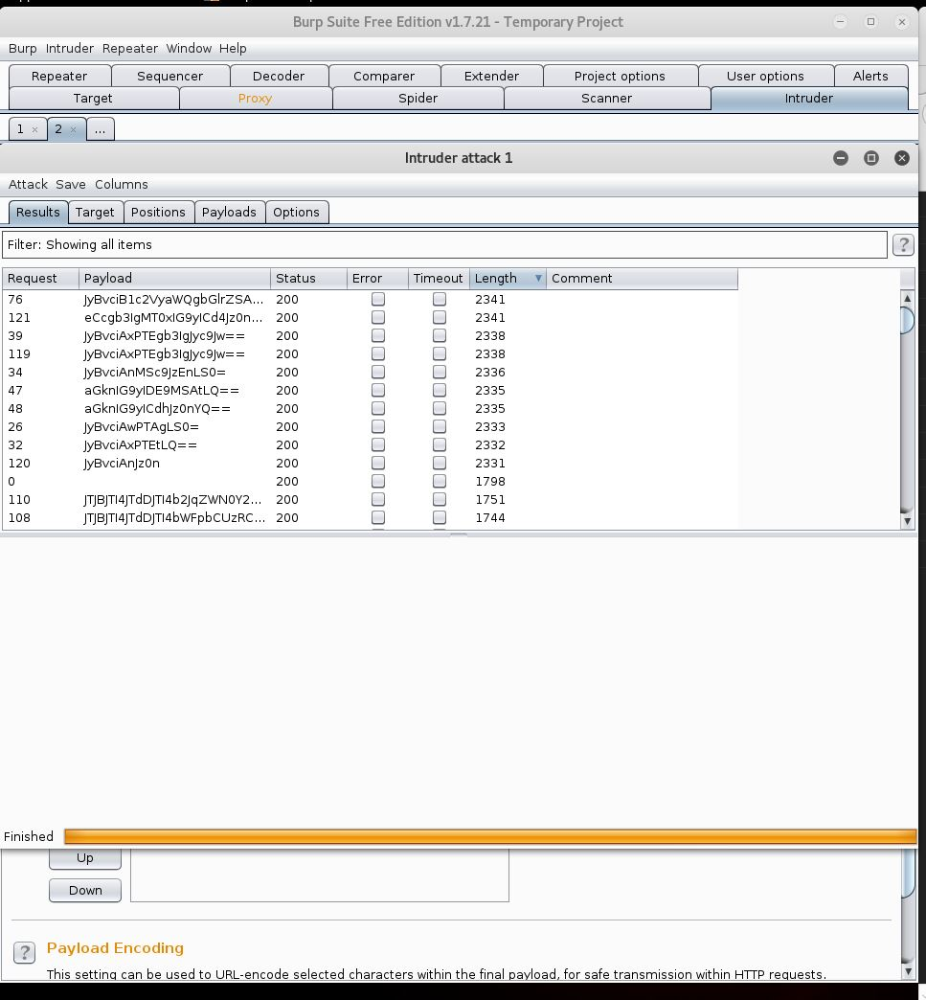 Burp Suite Free Edition v1.7.21 - Temporary Project
Burp Intruder Repeater Window Help
Repeater Sequencer Decoder Comparer Extender Project options User options Alerts
Target Proxy Spider Scanner Intruder
1 × 2 × ...
Intruder attack 1
Attack Save Columns
Results Target Positions Payloads Options
Filter: Showing all items ?
Request Payload Status Error Timeout Length Comment
76 JyBvciB1c2VyaWQgbGlrZSA... 200 2341
121 eCcgb3IgMT0xIG9yICd4Jz0n... 200 2341
39 JyBvciAxPTEgb3IgJyc9Jw== 200 2338
119 JyBvciAxPTEgb3IgJyc9Jw== 200 2338
34 JyBvciAnMSc9JzEnLS0= 200 2336
47 aGknIG9yIDE9MSAtLQ== 200 2335
48 aGknIG9yICdhJz0nYQ== 200 2335
26 JyBvciAwPTAgLS0= 200 2333
32 JyBvciAxPTEtLQ== 200 2332
120 JyBvciAnJz0n 200 2331
0 200 1798
110 JTJBJTI4JTdDJTI4b2JqZWN0Y2... 200 1751
108 JTJBJTI4JTdDJTI4bWFpbCUzRC... 200 1744
Finished
Up
Down
? Payload Encoding
This setting can be used to URL-encode selected characters within the final payload, for safe transmission within HTTP requests.